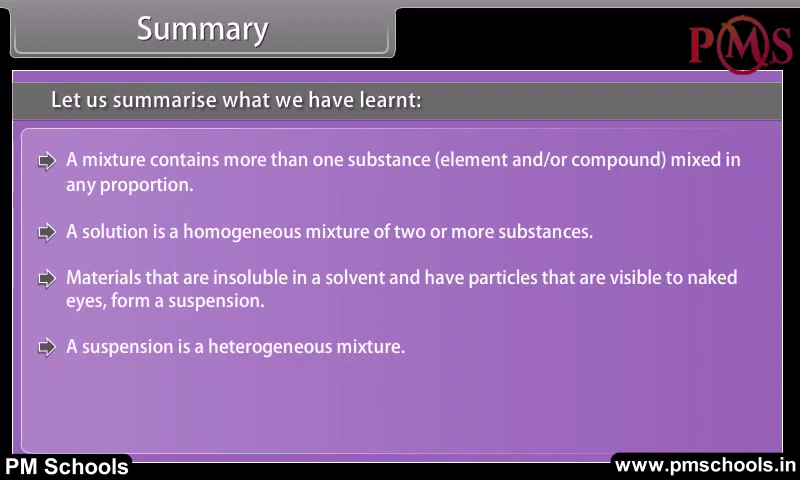 Summary
PMS
Let us summarise what we have learnt:
A mixture contains more than one substance (element and/or compound) mixed in
any proportion.
A solution is a homogeneous mixture of two or more substances.
Materials that are insoluble in a solvent and have particles that are visible to naked
eyes, form a suspension.
A suspension is a heterogeneous mixture.
PM Schools
www.pmschools.in